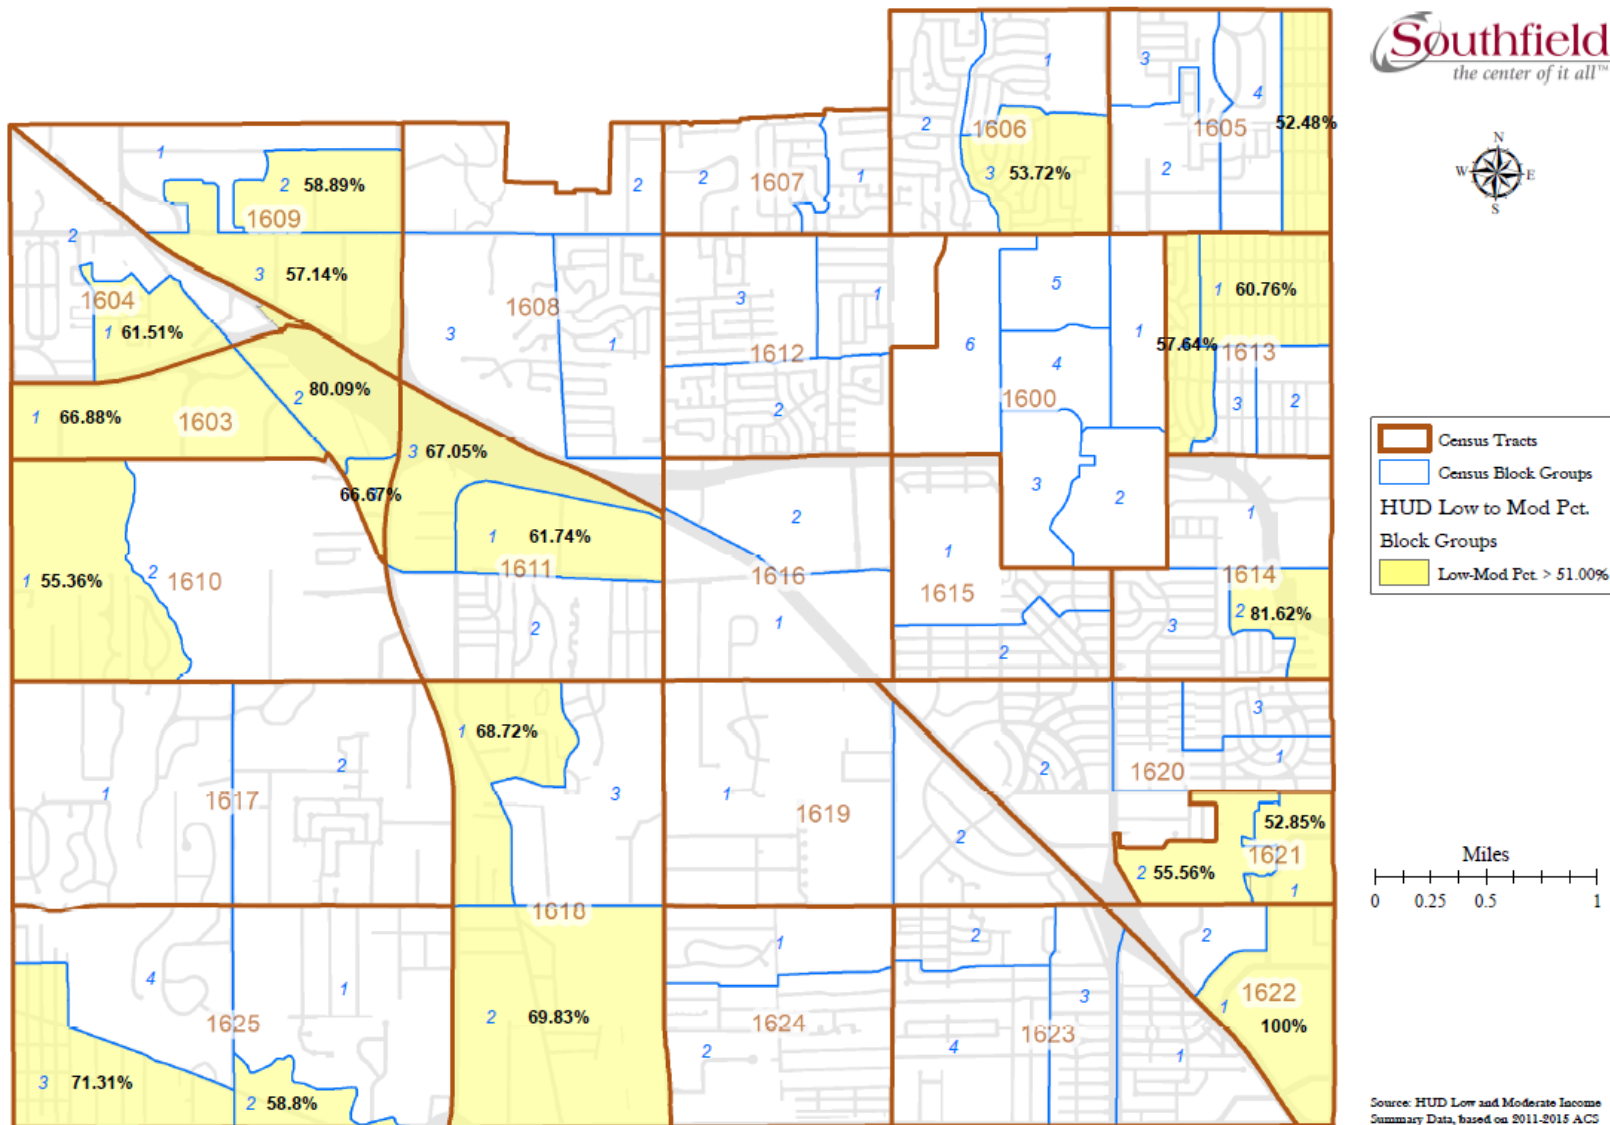 Southfield
the center of it all™
N
W E
S
Census Tracts
Census Block Groups
HUD Low to Mod Pct.
Block Groups
Low-Mod Pct. > 51.00%
Miles
0 0.25 0.5 1
Source: HUD Low and Moderate Income
Summary Data, based on 2011-2015 ACS
1 3
4
2 1606 1605 52.48%
3 53.72% 2
1
2 58.89% 2 2 1607 1
1609
2
3 57.14%
1604 1608
1 61.51% 3 1
3 1
1612
2
5
6 4 1
1600
3 2
1 60.76%
57.64% 1613
3 2
1 66.88% 1603 2 80.09%
3 67.05%
66.67%
1 61.74%
1611
2
1 55.36% 2 1610
2
1616
1
1
1615
2
1
1614
3 2 81.62%
1 68.72%
2
1 1617
3
1 1619
2
2
3
1620 1
52.85%
1621
2 55.56% 1
1618
2 69.83%
4 1
1625
3 71.31%
2 58.8%
1
1624
2
2
3
1623
4
1
2
1622
1
100%